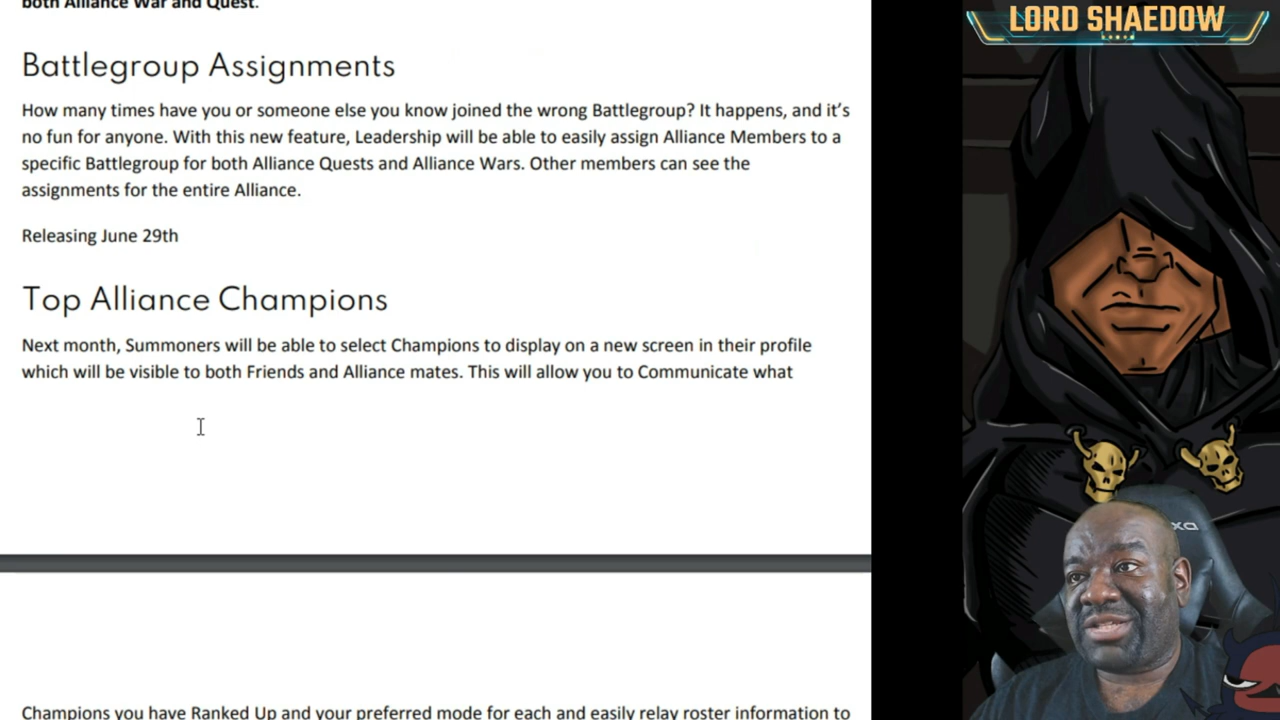 both Alliance War and Quest.
LORD SHAEDOW
Battlegroup Assignments
How many times have you or someone else you know joined the wrong Battlegroup? It happens, and it's
no fun for anyone. With this new feature, Leadership will be able to easily assign Alliance Members to a
specific Battlegroup for both Alliance Quests and Alliance Wars. Other members can see the
assignments for the entire Alliance.
Releasing June 29th
Top Alliance Champions
Next month, Summoners will be able to select Champions to display on a new screen in their profile
which will be visible to both Friends and Alliance mates. This will allow you to Communicate what
Champions you have Ranked Up and your preferred mode for each and easily relay roster information to